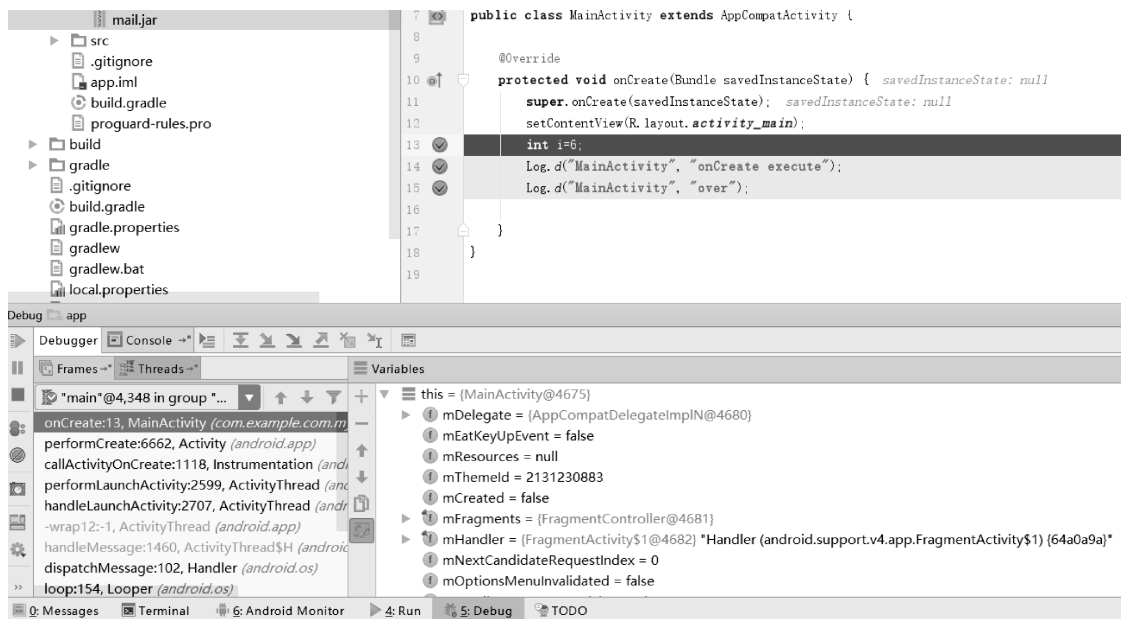 mail.jar
src
.gitignore
app.iml
build.gradle
proguard-rules.pro
build
gradle
.gitignore
build.gradle
gradle.properties
gradlew
gradlew.bat
local.properties
7 public class MainActivity extends AppCompatActivity {
8
9 @Override
10 protected void onCreate(Bundle savedInstanceState) { savedInstanceState: null
11 super.onCreate(savedInstanceState); savedInstanceState: null
12 setContentView(R.layout.activity_main);
13 int i=6;
14 Log.d("MainActivity", "onCreate execute");
15 Log.d("MainActivity", "over");
16
17 }
18 }
19
Debug app
Debugger Console
Frames Threads
"main"@4,348 in group "...
onCreate:13, MainActivity (com.example.com.m
performCreate:6662, Activity (android.app)
callActivityOnCreate:1118, Instrumentation (andr
performLaunchActivity:2599, ActivityThread (and
handleLaunchActivity:2707, ActivityThread (andr
-wrap12:-1, ActivityThread (android.app)
handleMessage:1460, ActivityThread$H (android
dispatchMessage:102, Handler (android.os)
loop:154, Looper (android.os)
Variables
this = {MainActivity@4675}
mDelegate = {AppCompatDelegateImplN@4680}
mEatKeyUpEvent = false
mResources = null
mThemeId = 2131230883
mCreated = false
mFragments = {FragmentController@4681}
mHandler = {FragmentActivity$1@4682} "Handler (android.support.v4.app.FragmentActivity$1) {64a0a9a}"
mNextCandidateRequestIndex = 0
mOptionsMenuInvalidated = false
0: Messages Terminal 6: Android Monitor 4: Run 5: Debug TODO